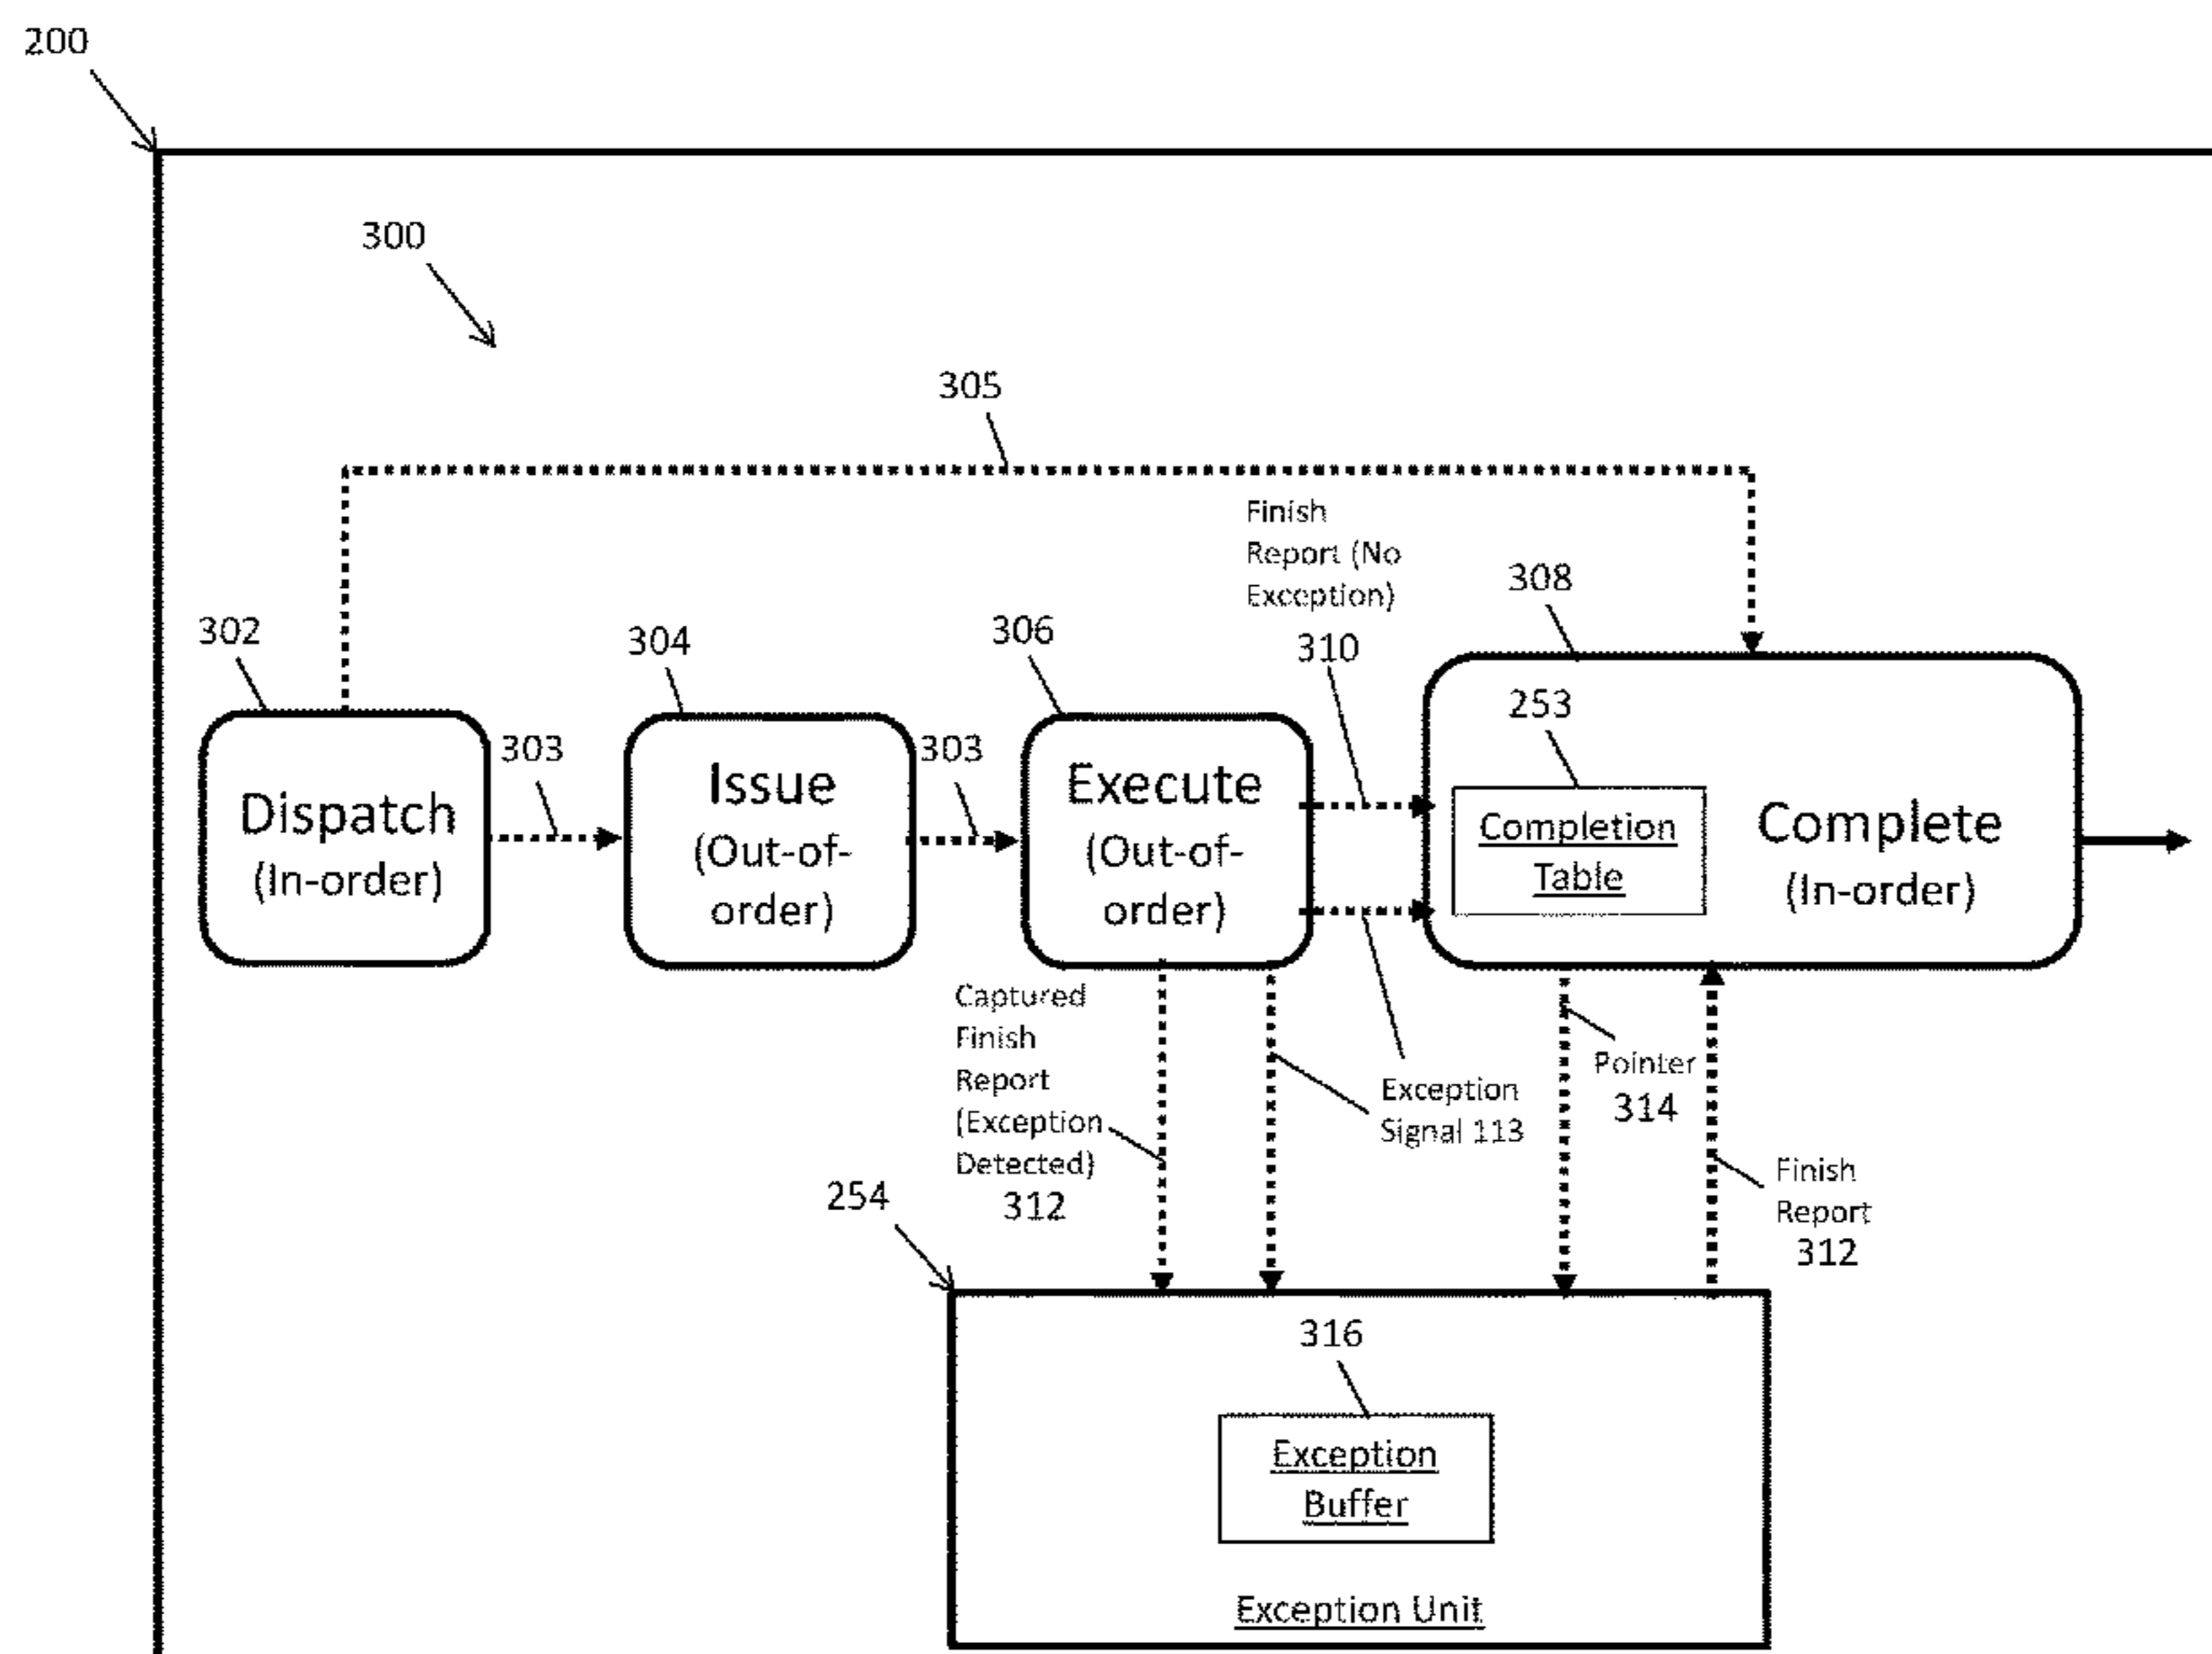 200
300
305
Finish
Report (No
Exception)
310
308
302
304
306
253
303
303
Dispatch
(In-order)
Issue
(Out-of-
order)
Execute
(Out-of-
order)
Completion
Table
Complete
(In-order)
Captured
Finish
Report
(Exception
Detected)
312
Exception
Signal 113
Pointer
314
Finish
Report
312
254
316
Exception
Buffer
Exception Unit